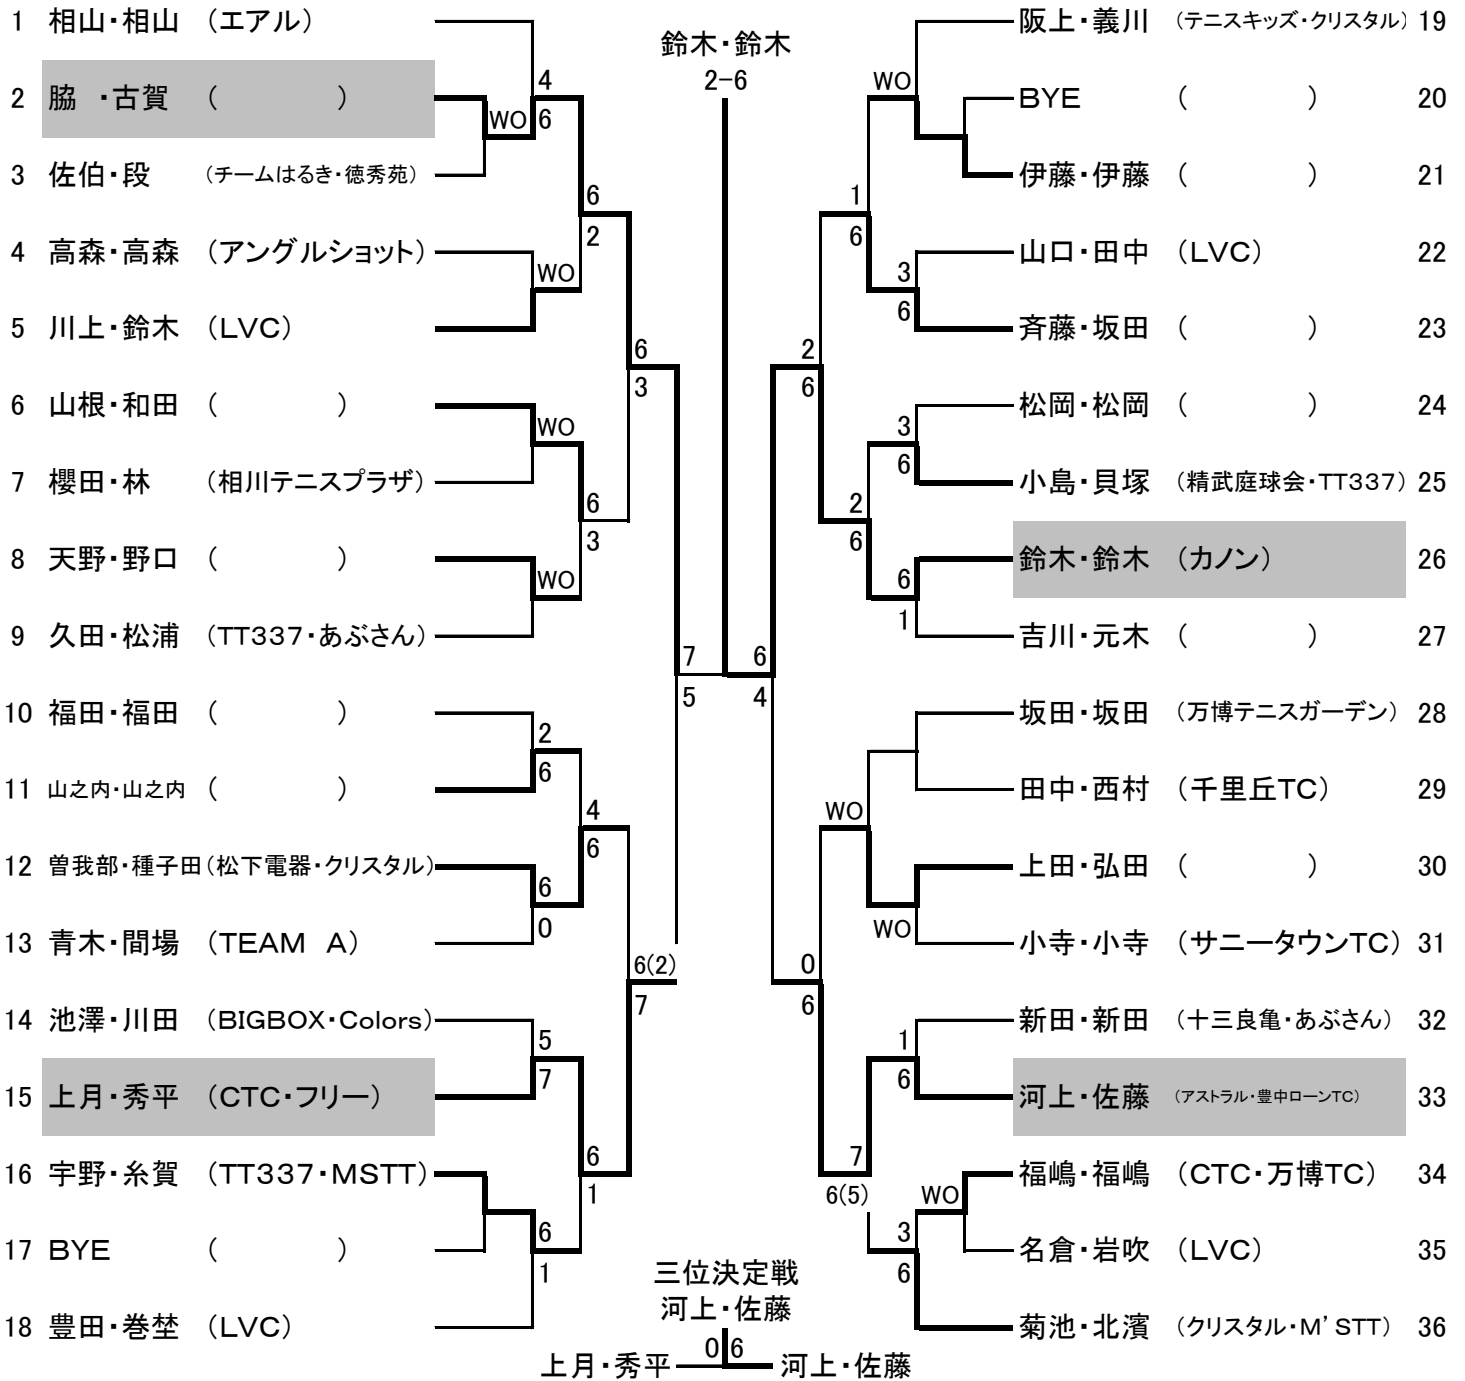 1 相山・相山 (エアル)
2 脇 ・古賀 ( )
3 佐伯・段 (チームはるき・徳秀苑)
4 高森・高森 (アングルショット)
5 川上・鈴木 (LVC)
6 山根・和田 ( )
7 櫻田・林 (相川テニスプラザ)
8 天野・野口 ( )
9 久田・松浦 (TT337・あぶさん)
10 福田・福田 ( )
11 山之内・山之内 ( )
12 曽我部・種子田(松下電器・クリスタル)
13 青木・間場 (TEAM A)
14 池澤・川田 (BIGBOX・Colors)
15 上月・秀平 (CTC・フリー)
16 宇野・糸賀 (TT337・MSTT)
17 BYE ( )
18 豊田・巻埜 (LVC)
4
WO 6
6
2
WO
6
3
WO
6
3
WO
7
5
2
6
4
6
6
0
6(2)
7
5
7
6
1
6
1
鈴木・鈴木
2-6
WO
1
6
3
6
2
6
3
6
2
6
6
1
6
4
WO
WO
0
6
1
6
7
6(5)
WO
3
6
阪上・義川 (テニスキッズ・クリスタル) 19
BYE ( ) 20
伊藤・伊藤 ( ) 21
山口・田中 (LVC) 22
斉藤・坂田 ( ) 23
松岡・松岡 ( ) 24
小島・貝塚 (精武庭球会・TT337) 25
鈴木・鈴木 (カノン) 26
吉川・元木 ( ) 27
坂田・坂田 (万博テニスガーデン) 28
田中・西村 (千里丘TC) 29
上田・弘田 ( ) 30
小寺・小寺 (サニータウンTC) 31
新田・新田 (十三良亀・あぶさん) 32
河上・佐藤 (アストラル・豊中ローンTC) 33
福嶋・福嶋 (CTC・万博TC) 34
名倉・岩吹 (LVC) 35
菊池・北濱 (クリスタル・M'STT) 36
三位決定戦
河上・佐藤
上月・秀平 0 6 河上・佐藤